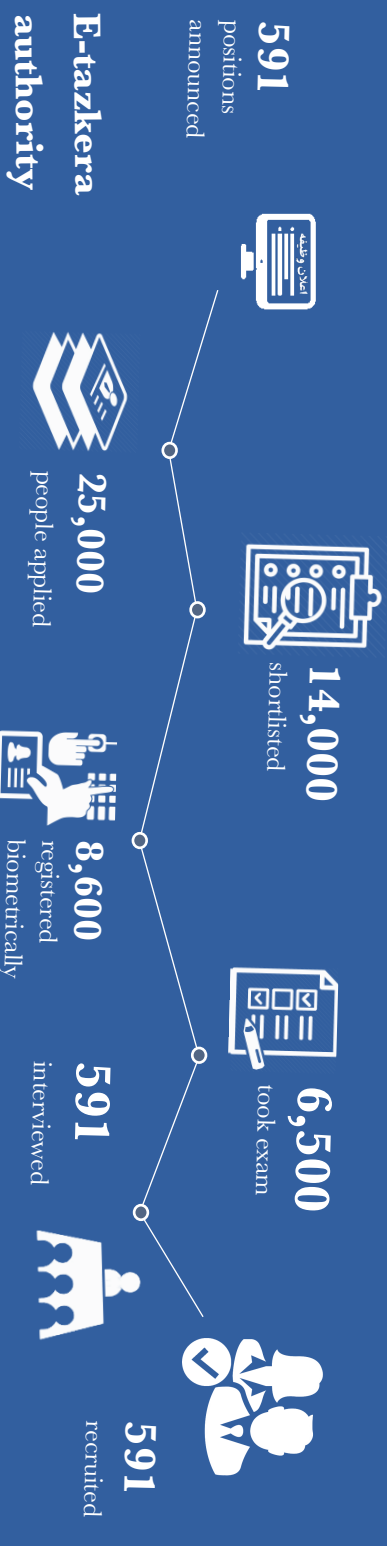 591
positions
announced
E-tazkera
authority
اعلان وظیفه
25,000
people applied
14,000
shortlisted
8,600
registered
biometrically
6,500
took exam
591
interviewed
591
recruited